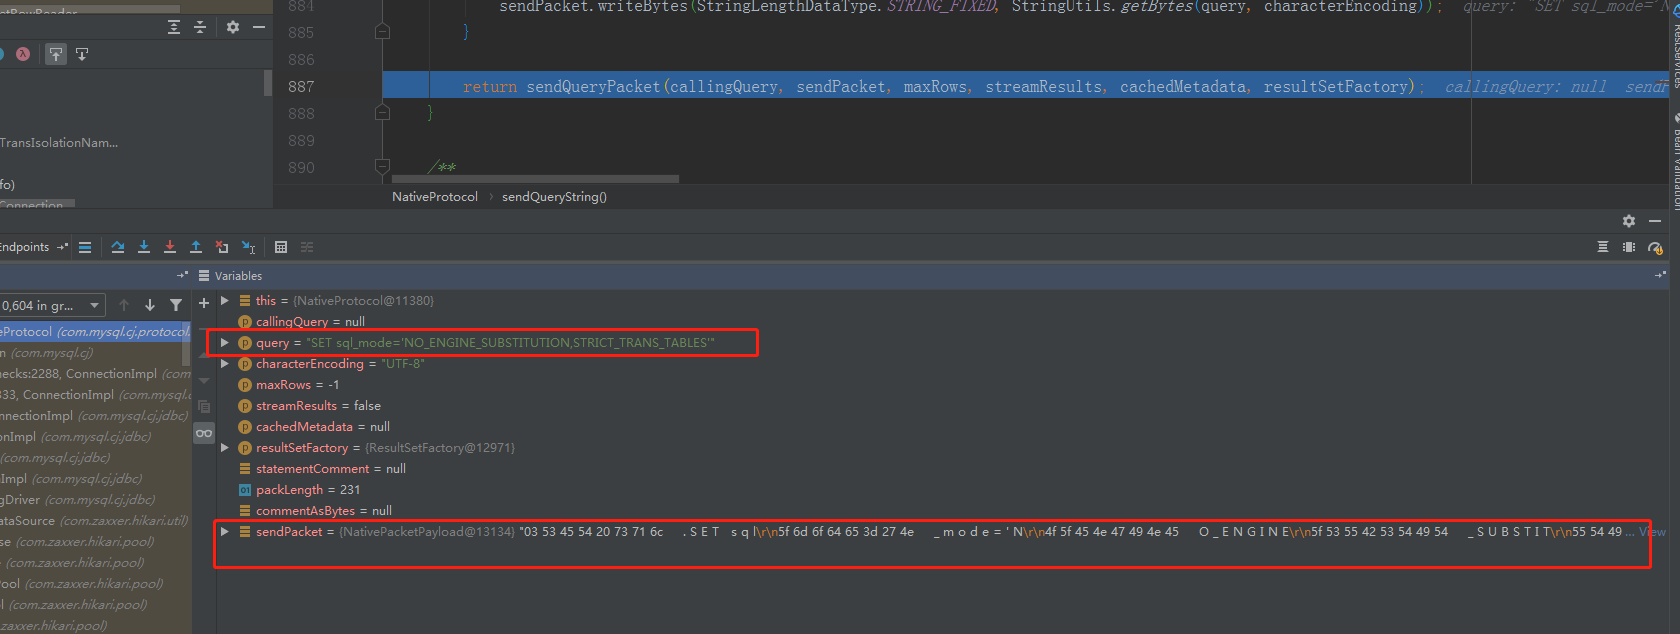 884 sendPacket.writeBytes(StringLengthDataType.STRING_FIXED, StringUtils.getBytes(query, characterEncoding)); query: "SET sql_mode='N
885 }
886
887 return sendQueryPacket(callingQuery, sendPacket, maxRows, streamResults, cachedMetadata, resultSetFactory); callingQuery: null
888 }
889
890 /**
TransIsolationNam...
fo)
Connection
NativeProtocol › sendQueryString()
RestServices
Bean Validation
Endpoints
Variables
0,604 in gr...
this = {NativeProtocol@11380}
callingQuery = null
query = "SET sql_mode='NO_ENGINE_SUBSTITUTION,STRICT_TRANS_TABLES'"
characterEncoding = "UTF-8"
maxRows = -1
streamResults = false
cachedMetadata = null
resultSetFactory = {ResultSetFactory@12971}
statementComment = null
packLength = 231
commentAsBytes = null
sendPacket = {NativePacketPayload@13134} "03 53 45 54 20 73 71 6c . S E T s q l\r\n5f 6d 6f 64 65 3d 27 4e _ m o d e = ' N\r\n4f 5f 45 4e 47 49 4e 45 O _ E N G I N E\r\n5f 53 55 42 53 54 49 54 _ S U B S T I T\r\n55 54 49 ... View
eProtocol (com.mysql.cj.protocol.
n (com.mysql.cj)
ecks:2288, ConnectionImpl (com
333, ConnectionImpl (com.mysql.c
nnectionImpl (com.mysql.cj.jdbc)
onImpl (com.mysql.cj.jdbc)
(com.mysql.cj.jdbc)
Impl (com.mysql.cj.jdbc)
gDriver (com.mysql.cj.jdbc)
ataSource (com.zaxxer.hikari.util)
se (com.zaxxer.hikari.pool)
(com.zaxxer.hikari.pool)
Pool (com.zaxxer.hikari.pool)
l (com.zaxxer.hikari.pool)
.zaxxer.hikari.pool)